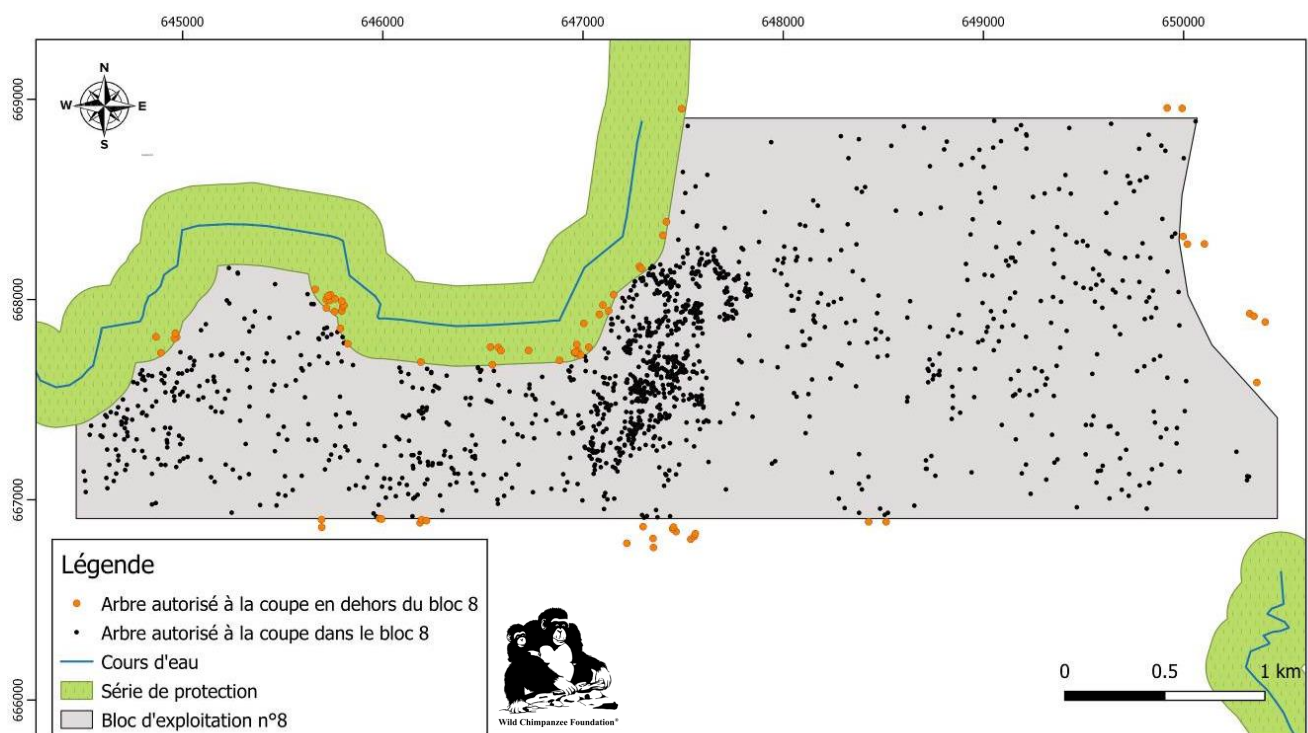 645000 646000 647000 648000 649000 650000
669000
668000
667000
666000
N
W E
S
Légende
Arbre autorisé à la coupe en dehors du bloc 8
Arbre autorisé à la coupe dans le bloc 8
Cours d'eau
Série de protection
Bloc d'exploitation n°8
Wild Chimpanzee Foundation®
0 0.5 1 km